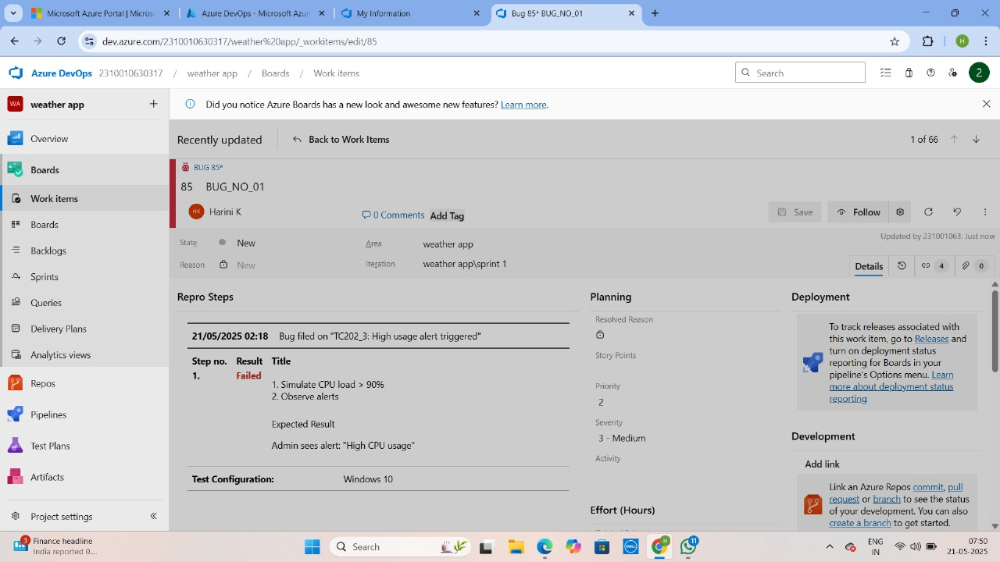 Microsoft Azure Portal | Microsc
Azure DevOps - Microsoft Azur
My Information
Bug 85* BUG_NO_01
dev.azure.com/2310010630317/weather%20app/_workitems/edit/85
H
Azure DevOps 2310010630317 / weather app / Boards / Work items
Search
2
WA weather app
Did you notice Azure Boards has a new look and awesome new features? Learn more.
Overview
Boards
Work items
Boards
Backlogs
Sprints
Queries
Delivery Plans
Analytics views
Repos
Pipelines
Test Plans
Artifacts
Project settings
Recently updated
Back to Work Items
1 of 66
BUG 85*
85 BUG_NO_01
HK Harini K
0 Comments
Add Tag
Save
Follow
State New
Area weather app
Updated by 231001063: Just now
Reason New
Iteration weather app\sprint 1
Details
4
0
Repro Steps
21/05/2025 02:18 Bug filed on "TC202_3: High usage alert triggered"
Step no. Result Title
1. Failed
1. Simulate CPU load > 90%
2. Observe alerts
Expected Result
Admin sees alert: "High CPU usage"
Test Configuration: Windows 10
Planning
Resolved Reason
Story Points
Priority
2
Severity
3 - Medium
Activity
Effort (Hours)
Deployment
To track releases associated with
this work item, go to Releases and
turn on deployment status
reporting for Boards in your
pipeline's Options menu. Learn
more about deployment status
reporting
Development
Add link
Link an Azure Repos commit, pull
request or branch to see the status
of your development. You can also
create a branch to get started.
3
Finance headline
India reported 0...
Search
H
11
ENG
IN
07:50
21-05-2025